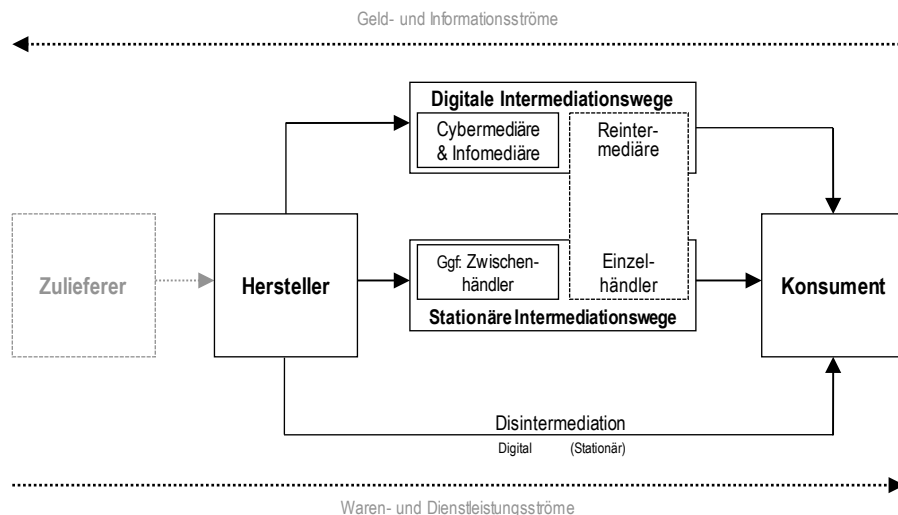 Geld- und Informationsströme
Digitale Intermediationswege
Cybermediäre
& Infomediäre
Reinter-
mediäre
Zulieferer
Hersteller
Ggf. Zwischen-
händler
Einzel-
händler
Stationäre Intermediationswege
Konsument
Disintermediation
Digital (Stationär)
Waren- und Dienstleistungsströme